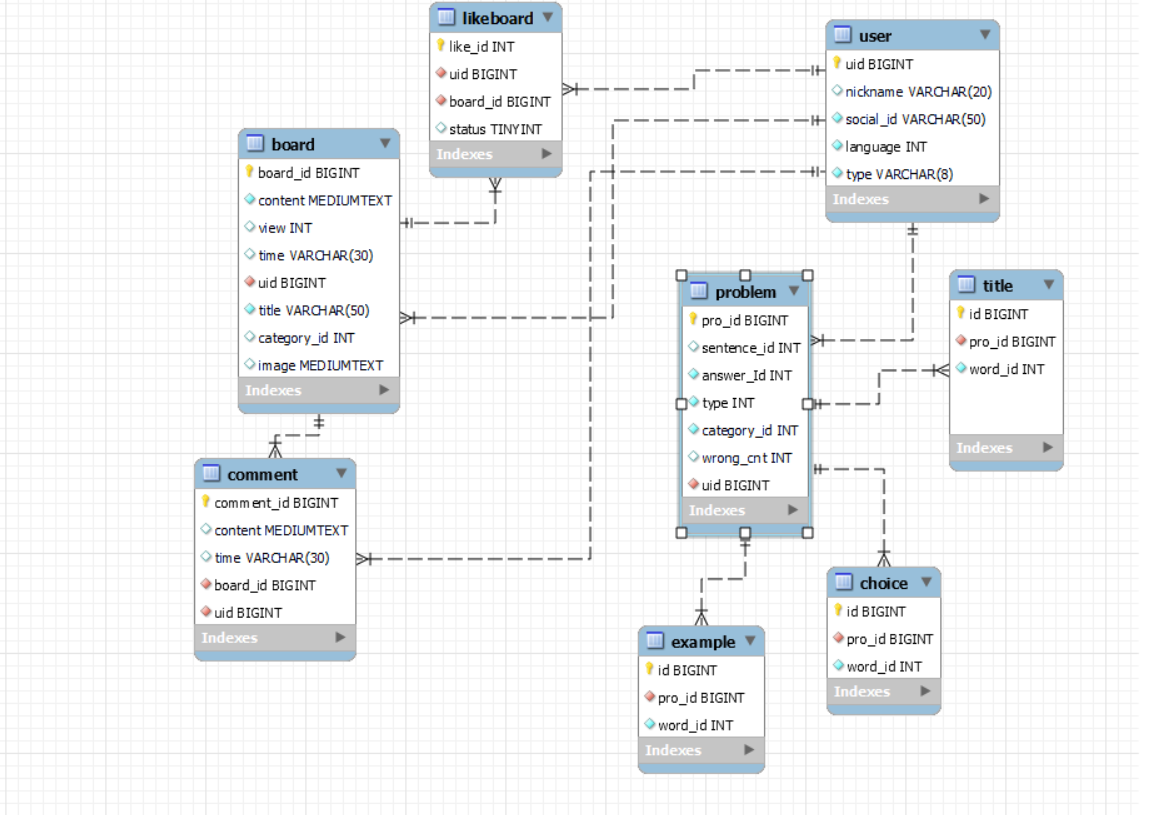 likeboard
like_id INT
uid BIGINT
board_id BIGINT
status TINYINT
Indexes
user
uid BIGINT
nickname VARCHAR(20)
social_id VARCHAR(50)
language INT
type VARCHAR(8)
Indexes
board
board_id BIGINT
content MEDIUMTEXT
view INT
time VARCHAR(30)
uid BIGINT
title VARCHAR(50)
category_id INT
image MEDIUMTEXT
Indexes
problem
pro_id BIGINT
sentence_id INT
answer_Id INT
type INT
category_id INT
wrong_cnt INT
uid BIGINT
Indexes
title
id BIGINT
pro_id BIGINT
word_id INT
Indexes
comment
comment_id BIGINT
content MEDIUMTEXT
time VARCHAR(30)
board_id BIGINT
uid BIGINT
Indexes
choice
id BIGINT
pro_id BIGINT
word_id INT
Indexes
example
id BIGINT
pro_id BIGINT
word_id INT
Indexes